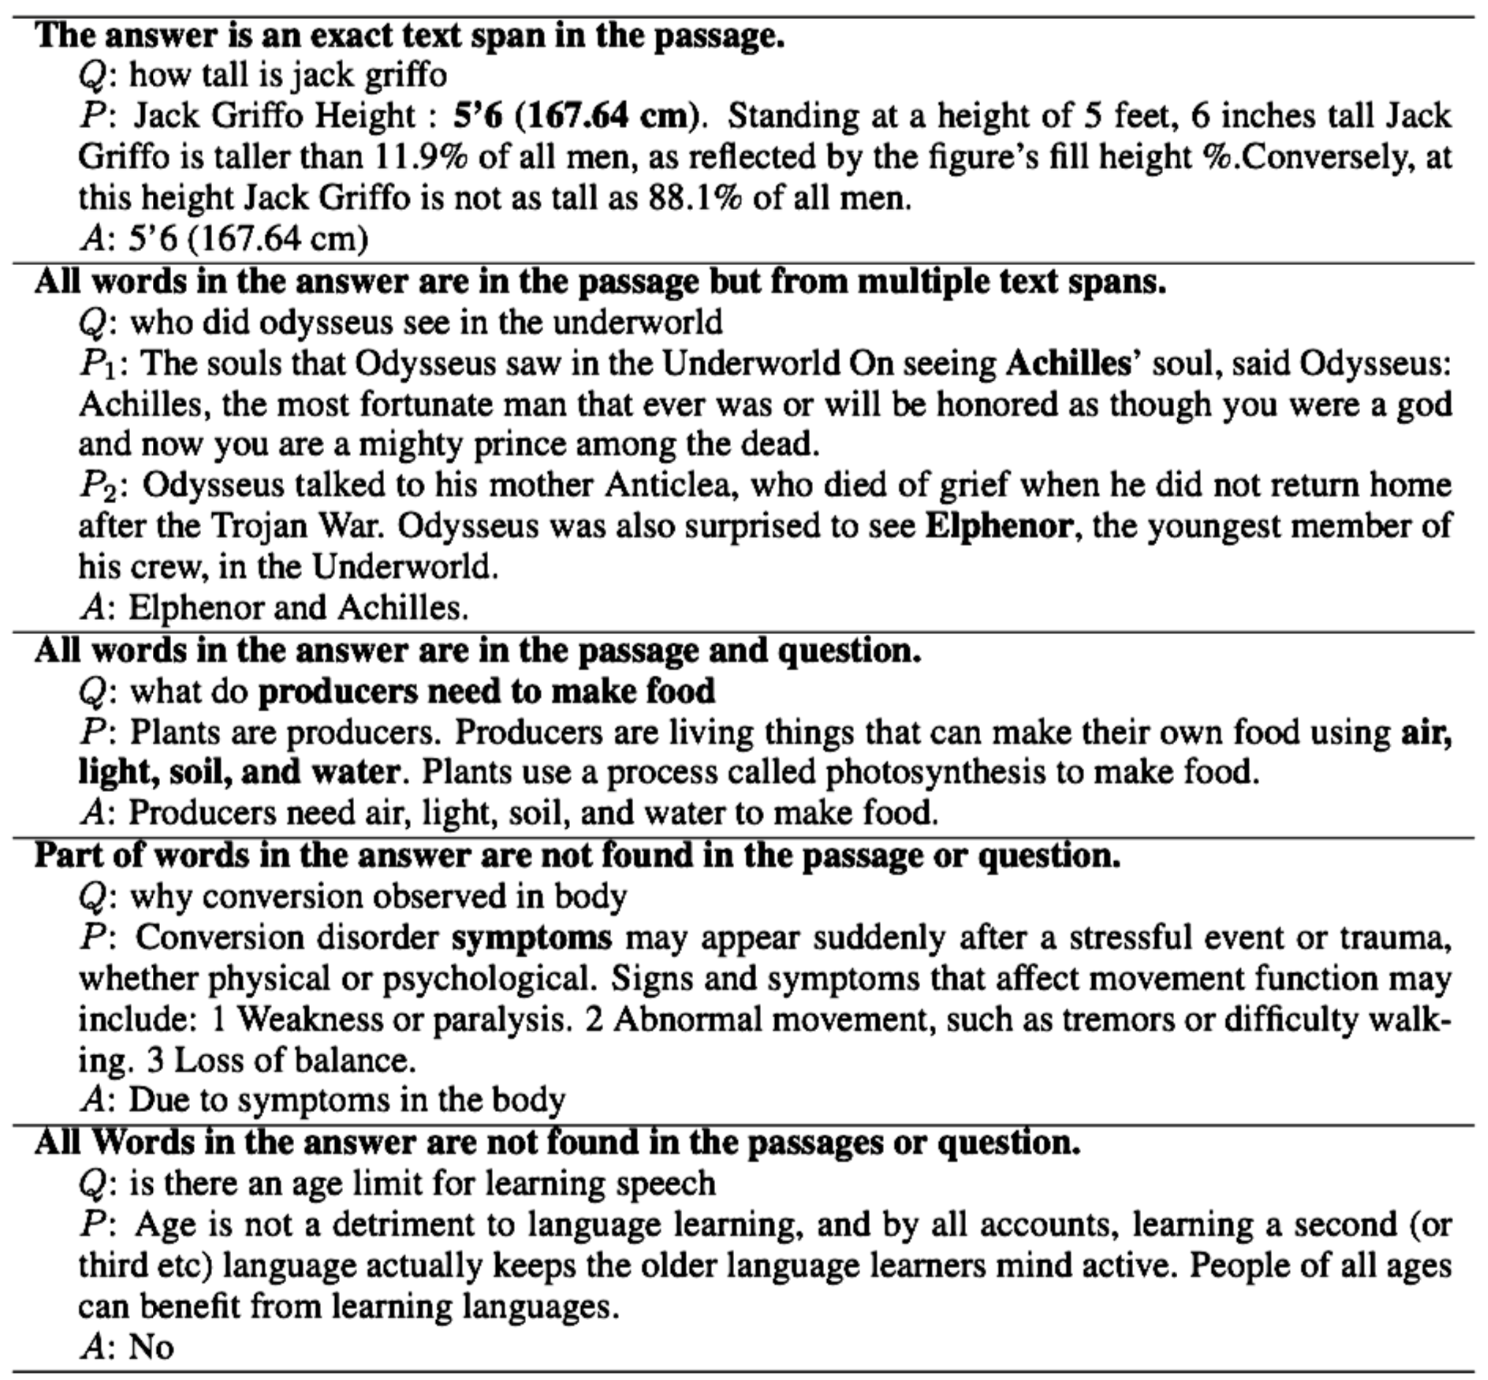 The answer is an exact text span in the passage.
Q: how tall is jack griffo
P: Jack Griffo Height : 5’6 (167.64 cm). Standing at a height of 5 feet, 6 inches tall Jack
Griffo is taller than 11.9% of all men, as reflected by the figure’s fill height %.Conversely, at
this height Jack Griffo is not as tall as 88.1% of all men.
A: 5’6 (167.64 cm)
All words in the answer are in the passage but from multiple text spans.
Q: who did odysseus see in the underworld
P₁: The souls that Odysseus saw in the Underworld On seeing Achilles’ soul, said Odysseus:
Achilles, the most fortunate man that ever was or will be honored as though you were a god
and now you are a mighty prince among the dead.
P₂: Odysseus talked to his mother Anticlea, who died of grief when he did not return home
after the Trojan War. Odysseus was also surprised to see Elphenor, the youngest member of
his crew, in the Underworld.
A: Elphenor and Achilles.
All words in the answer are in the passage and question.
Q: what do producers need to make food
P: Plants are producers. Producers are living things that can make their own food using air,
light, soil, and water. Plants use a process called photosynthesis to make food.
A: Producers need air, light, soil, and water to make food.
Part of words in the answer are not found in the passage or question.
Q: why conversion observed in body
P: Conversion disorder symptoms may appear suddenly after a stressful event or trauma,
whether physical or psychological. Signs and symptoms that affect movement function may
include: 1 Weakness or paralysis. 2 Abnormal movement, such as tremors or difficulty walk-
ing. 3 Loss of balance.
A: Due to symptoms in the body
All Words in the answer are not found in the passages or question.
Q: is there an age limit for learning speech
P: Age is not a detriment to language learning, and by all accounts, learning a second (or
third etc) language actually keeps the older language learners mind active. People of all ages
can benefit from learning languages.
A: No